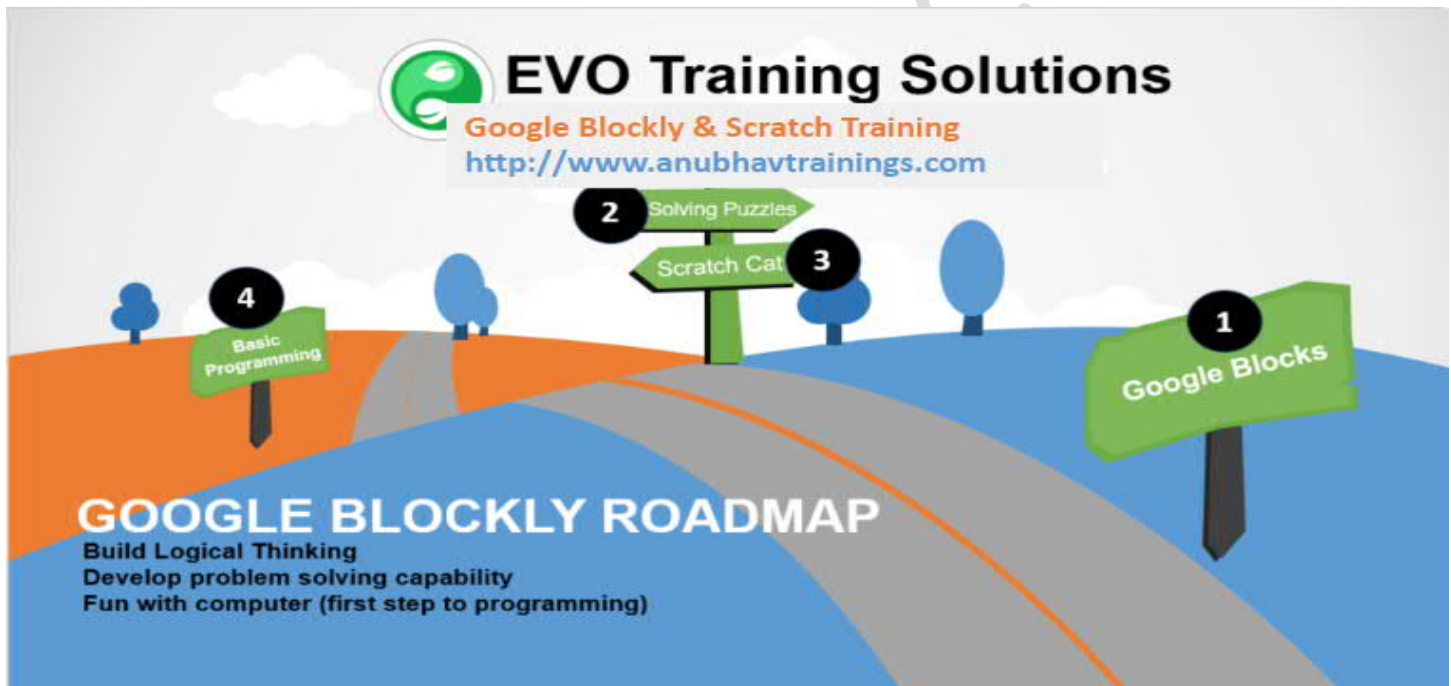 EVO Training Solutions
Google Blockly & Scratch Training
http://www.anubhavtrainings.com
2
Solving Puzzles
Scratch Cat
3
4
Basic
Programming
1
Google Blocks
GOOGLE BLOCKLY ROADMAP
Build Logical Thinking
Develop problem solving capability
Fun with computer (first step to programming)